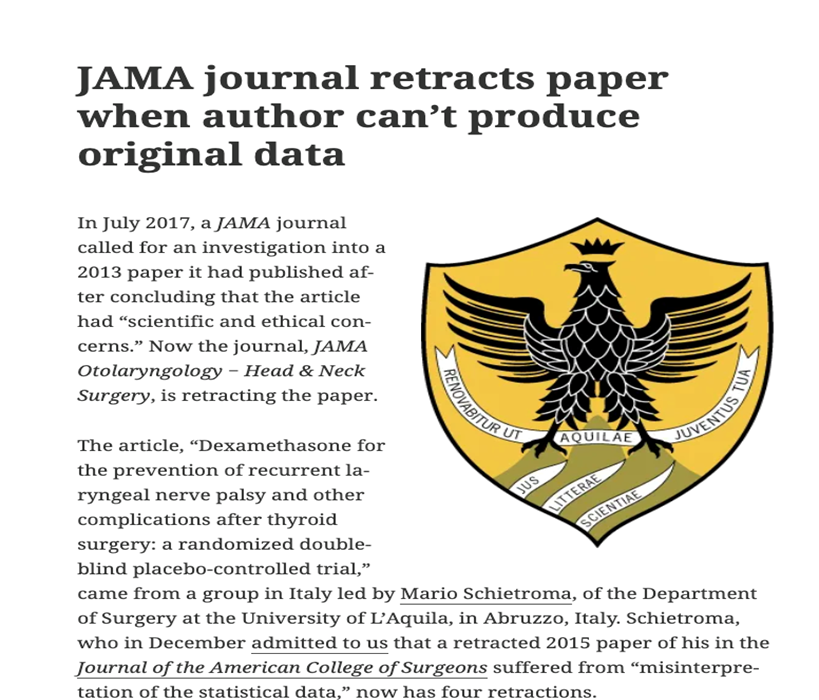 JAMA journal retracts paper
when author can’t produce
original data
In July 2017, a JAMA journal
called for an investigation into a
2013 paper it had published af-
ter concluding that the article
had “scientific and ethical con-
cerns.” Now the journal, JAMA
Otolaryngology – Head & Neck
Surgery, is retracting the paper.
The article, “Dexamethasone for
the prevention of recurrent la-
ryngeal nerve palsy and other
complications after thyroid
surgery: a randomized double-
blind placebo-controlled trial,”
came from a group in Italy led by Mario Schietroma, of the Department
of Surgery at the University of L’Aquila, in Abruzzo, Italy. Schietroma,
who in December admitted to us that a retracted 2015 paper of his in the
Journal of the American College of Surgeons suffered from “misinterpre-
tation of the statistical data,” now has four retractions.
RENOVABITUR UT AQUILAE JUVENTUS TUA
JUS
LITTERAE
SCIENTIAE